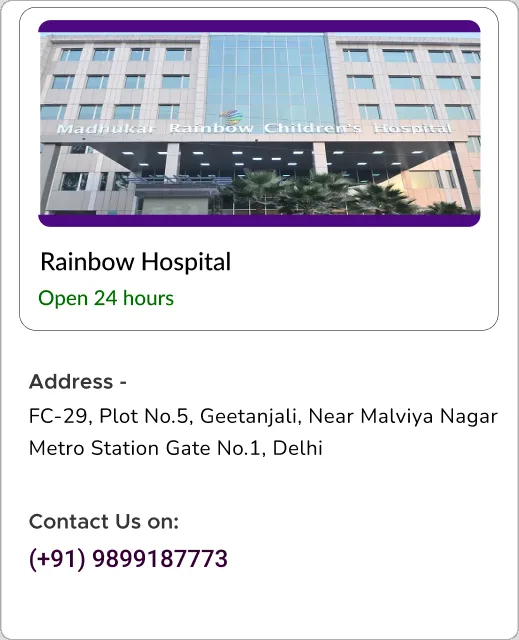 Madhukar Rainbow Children's Hospital
Rainbow Hospital
Open 24 hours
Address -
FC-29, Plot No.5, Geetanjali, Near Malviya Nagar
Metro Station Gate No.1, Delhi
Contact Us on:
(+91) 9899187773